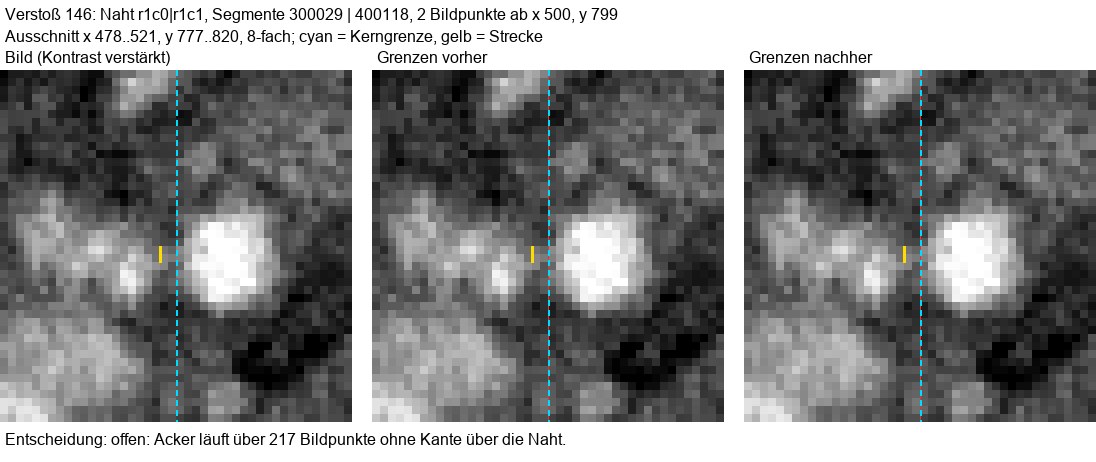 Verstoß 146: Naht r1c0|r1c1, Segmente 300029 | 400118, 2 Bildpunkte ab x 500, y 799
Ausschnitt x 478..521, y 777..820, 8-fach; cyan = Kerngrenze, gelb = Strecke
Bild (Kontrast verstärkt) Grenzen vorher Grenzen nachher
Entscheidung: offen: Acker läuft über 217 Bildpunkte ohne Kante über die Naht.